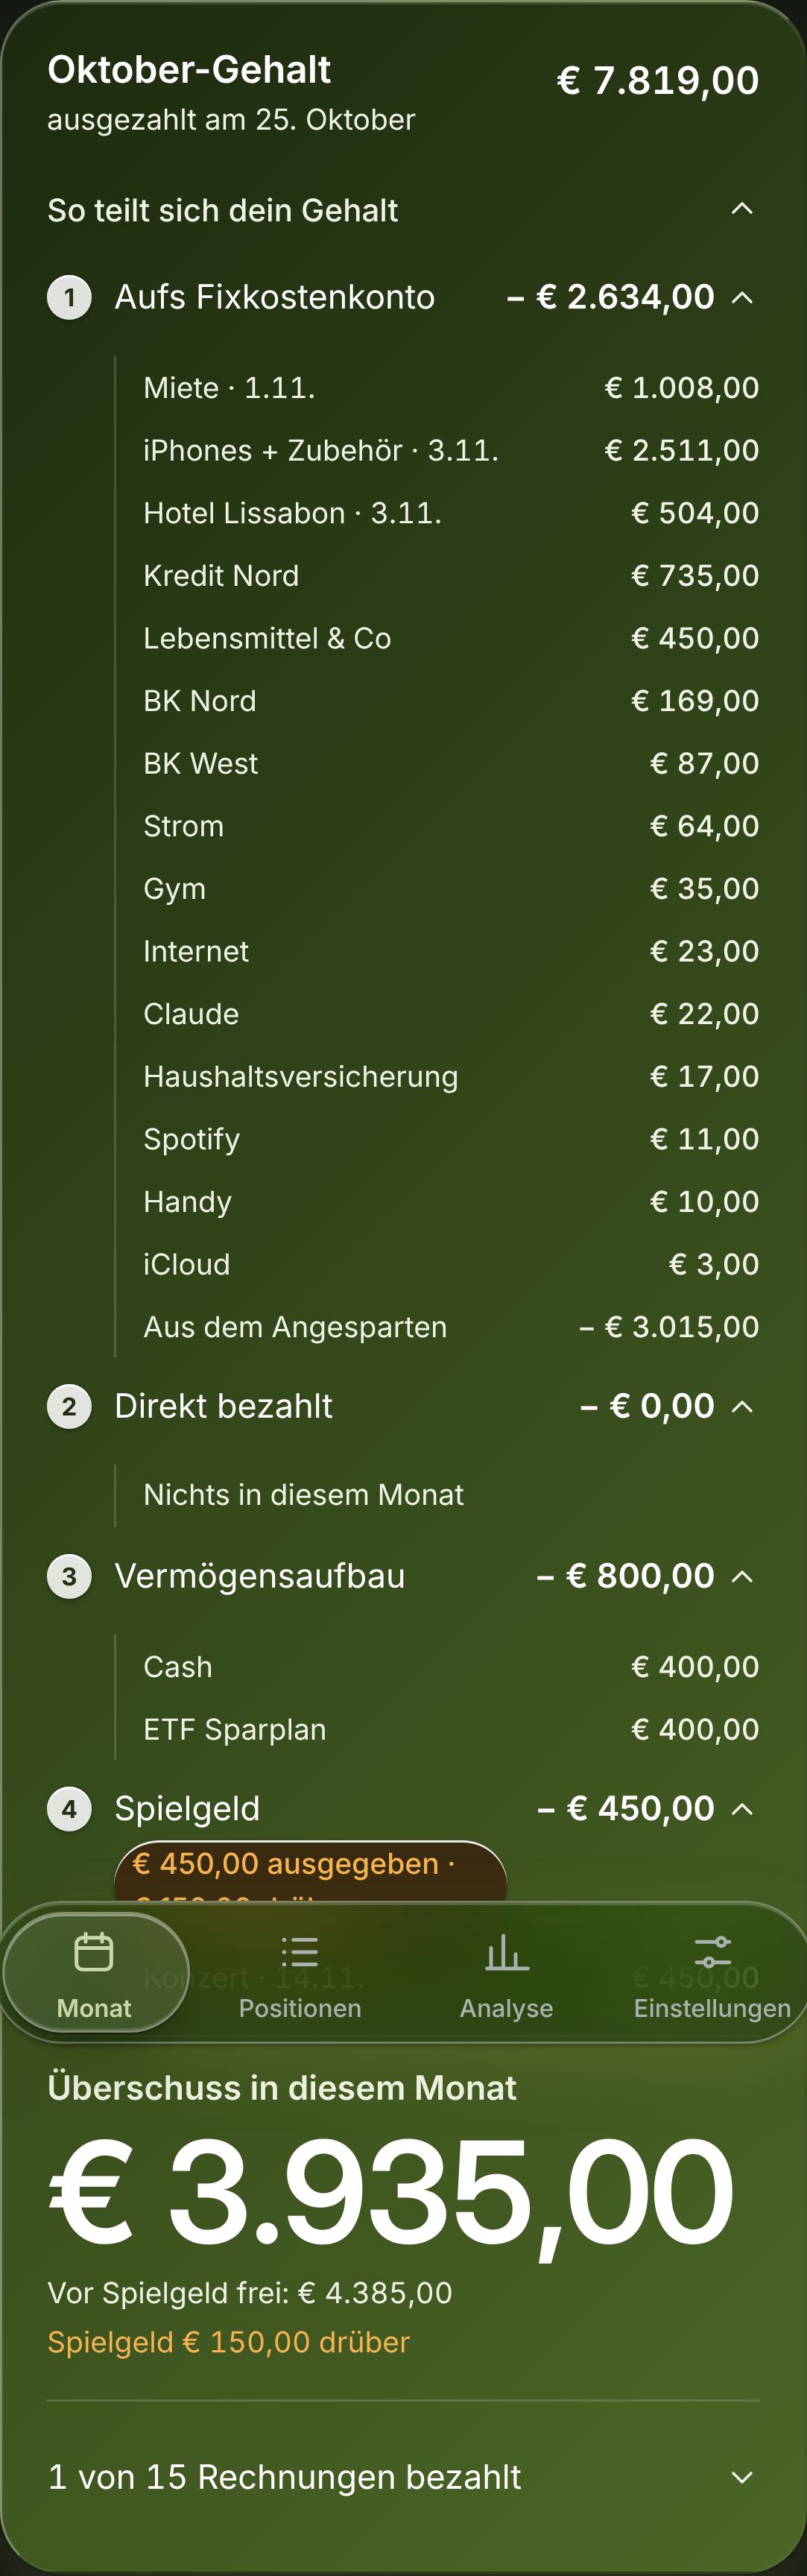 Oktober-Gehalt
€ 7.819,00
ausgezahlt am 25. Oktober
So teilt sich dein Gehalt
1 Aufs Fixkostenkonto – € 2.634,00
Miete · 1.11. € 1.008,00
iPhones + Zubehör · 3.11. € 2.511,00
Hotel Lissabon · 3.11. € 504,00
Kredit Nord € 735,00
Lebensmittel & Co € 450,00
BK Nord € 169,00
BK West € 87,00
Strom € 64,00
Gym € 35,00
Internet € 23,00
Claude € 22,00
Haushaltsversicherung € 17,00
Spotify € 11,00
Handy € 10,00
iCloud € 3,00
Aus dem Angesparten – € 3.015,00
2 Direkt bezahlt – € 0,00
Nichts in diesem Monat
3 Vermögensaufbau – € 800,00
Cash € 400,00
ETF Sparplan € 400,00
4 Spielgeld – € 450,00
€ 450,00 ausgegeben ·
Konzert · 14.11. € 450,00
Monat Positionen Analyse Einstellungen
Überschuss in diesem Monat
€ 3.935,00
Vor Spielgeld frei: € 4.385,00
Spielgeld € 150,00 drüber
1 von 15 Rechnungen bezahlt